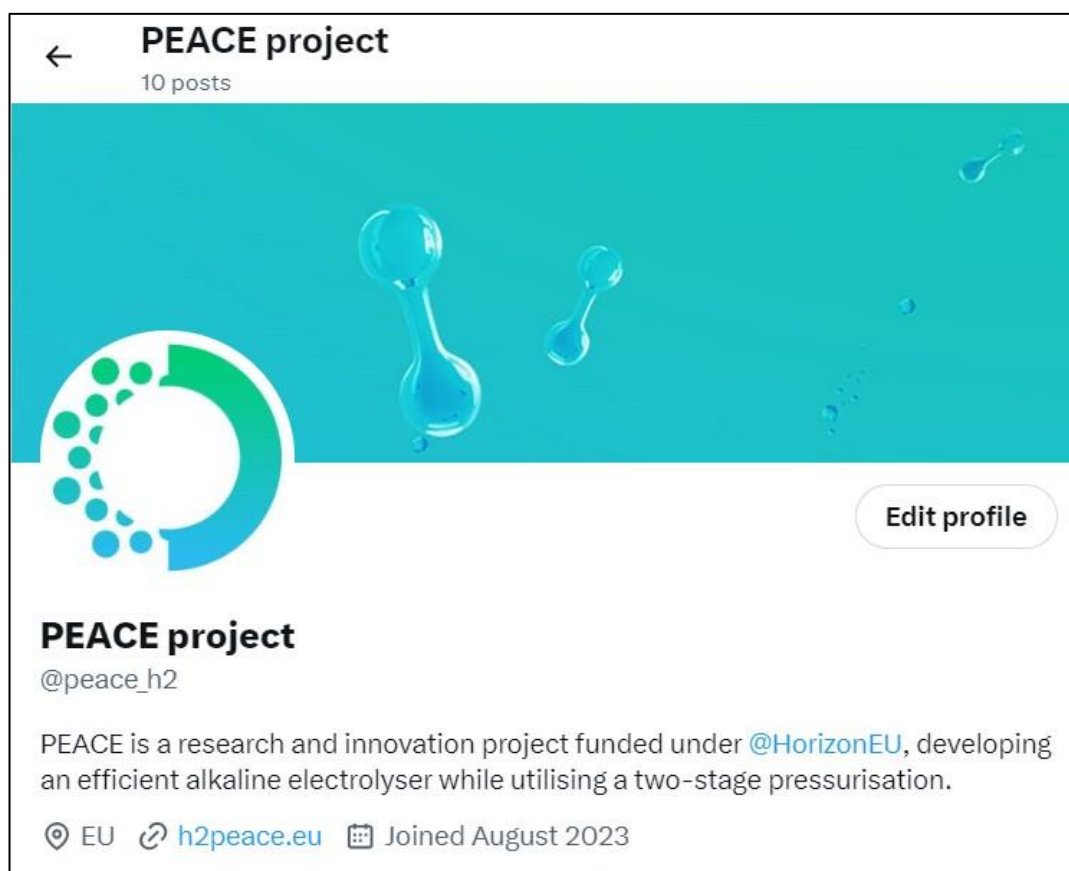 PEACE project
10 posts
Edit profile
PEACE project
@peace_h2
PEACE is a research and innovation project funded under @HorizonEU, developing
an efficient alkaline electrolyser while utilising a two-stage pressurisation.
EU h2peace.eu Joined August 2023